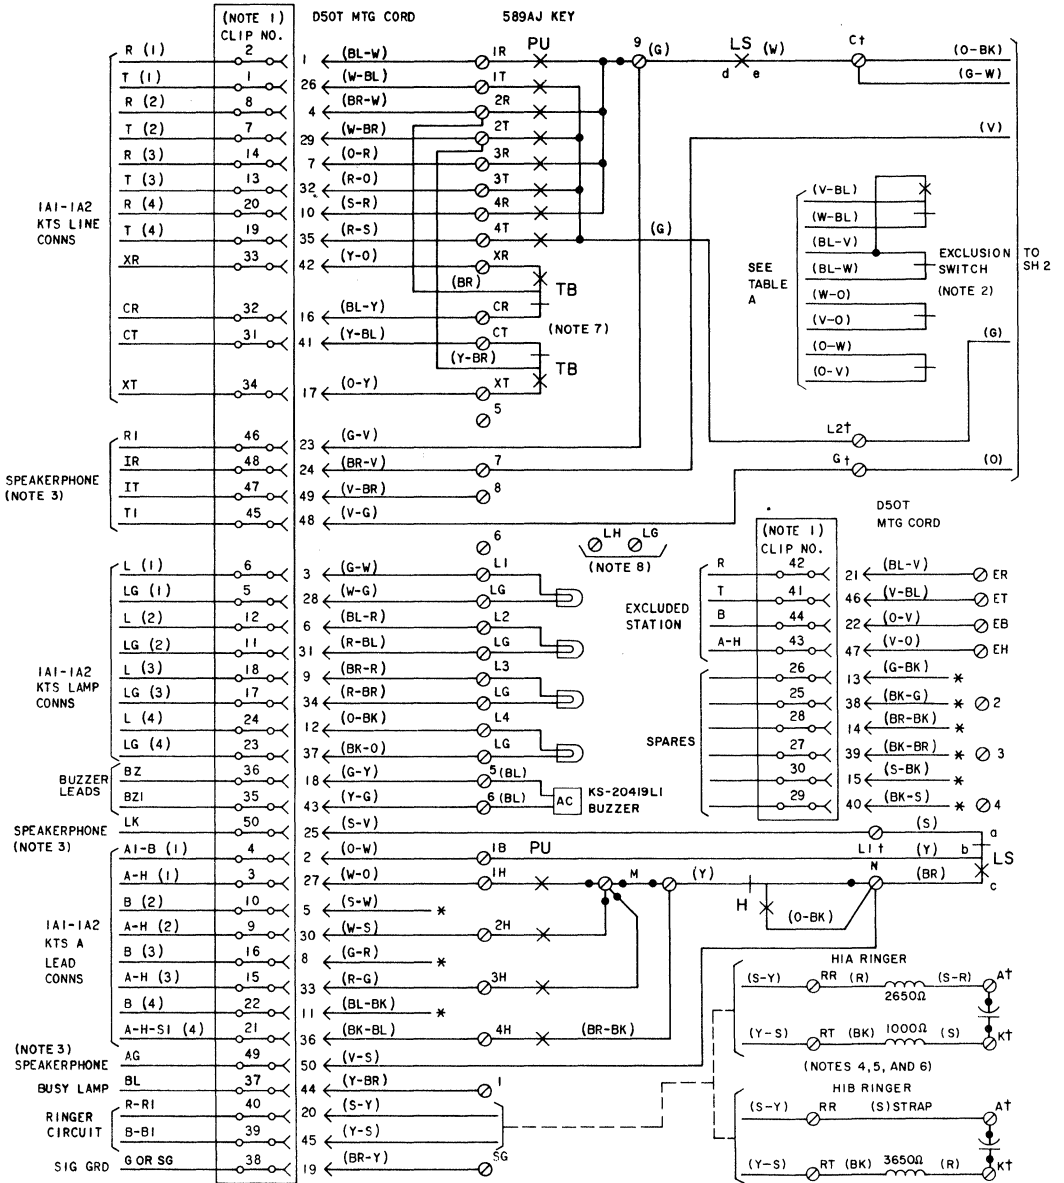 (NOTE 1) D50T MTG CORD 589AJ KEY
CLIP NO.
R (1) 2 1 (BL-W) 1R PU 9 (G) LS (W) C† (O-BK)
d e
T (1) 1 26 (W-BL) 1T (G-W)
R (2) 8 4 (BR-W) 2R
T (2) 7 29 (W-BR) 2T (V)
R (3) 14 7 (O-R) 3R
T (3) 13 32 (R-O) 3T
R (4) 20 10 (S-R) 4R
T (4) 19 35 (R-S) 4T (G)
1A1-1A2
KTS LINE
CONNS
XR 33 42 (Y-O) XR
(BR) TB
CR 32 16 (BL-Y) CR
(NOTE 7)
CT 31 41 (Y-BL) CT
(Y-BR) TB
XT 34 17 (O-Y) XT
5
(V-BL)
(W-BL)
(BL-V)
(BL-W)
(W-O)
(V-O)
(O-W)
(O-V)
SEE
TABLE
A
EXCLUSION
SWITCH
(NOTE 2)
TO
SH 2
(G)
L2†
G† (O)
R1 46 23 (G-V)
1R 48 24 (BR-V) 7
1T 47 49 (V-BR) 8
T1 45 48 (V-G)
SPEAKERPHONE
(NOTE 3)
6
LH LG
(NOTE 8)
L (1) 6 3 (G-W) L1
LG (1) 5 28 (W-G) LG
L (2) 12 6 (BL-R) L2
LG (2) 11 31 (R-BL) LG
L (3) 18 9 (BR-R) L3
LG (3) 17 34 (R-BR) LG
L (4) 24 12 (O-BK) L4
LG (4) 23 37 (BK-O) LG
1A1-1A2
KTS LAMP
CONNS
D50T
MTG CORD
(NOTE 1)
CLIP NO.
R 42 21 (BL-V) ER
T 41 46 (V-BL) ET
B 44 22 (O-V) EB
A-H 43 47 (V-O) EH
EXCLUDED
STATION
26 13 (G-BK) *
25 38 (BK-G) * 2
28 14 (BR-BK) *
27 39 (BK-BR) * 3
30 15 (S-BK) *
29 40 (BK-S) * 4
SPARES
BUZZER
LEADS
BZ 36 18 (G-Y) 5 (BL)
BZ1 35 43 (Y-G) 6 (BL)
AC
KS-20419L1
BUZZER
SPEAKERPHONE
(NOTE 3)
LK 50 25 (S-V) (S) a
A1-B (1) 4 2 (O-W) 1B PU L1† (Y) b LS
A-H (1) 3 27 (W-O) 1H M (Y) H N (BR) c
(O-BK)
B (2) 10 5 (S-W) *
A-H (2) 9 30 (W-S) 2H
B (3) 16 8 (G-R) *
A-H (3) 15 33 (R-G) 3H
B (4) 22 11 (BL-BK) *
A-H-S1 (4) 21 36 (BK-BL) 4H (BR-BK)
1A1-1A2
KTS A
LEAD
CONNS
(NOTE 3)
SPEAKERPHONE AG 49 50 (V-S)
BUSY LAMP BL 37 44 (Y-BR) 1
RINGER
CIRCUIT
R-R1 40 20 (S-Y)
B-B1 39 45 (Y-S)
SIG GRD G OR SG 38 19 (BR-Y) SG
H1A RINGER
(S-Y) RR (R) (S-R) A†
2650Ω
(Y-S) RT (BK) 1000Ω (S) K†
(NOTES 4, 5, AND 6)
H1B RINGER
(S-Y) RR (S) STRAP A†
(Y-S) RT (BK) 3650Ω (R) K†